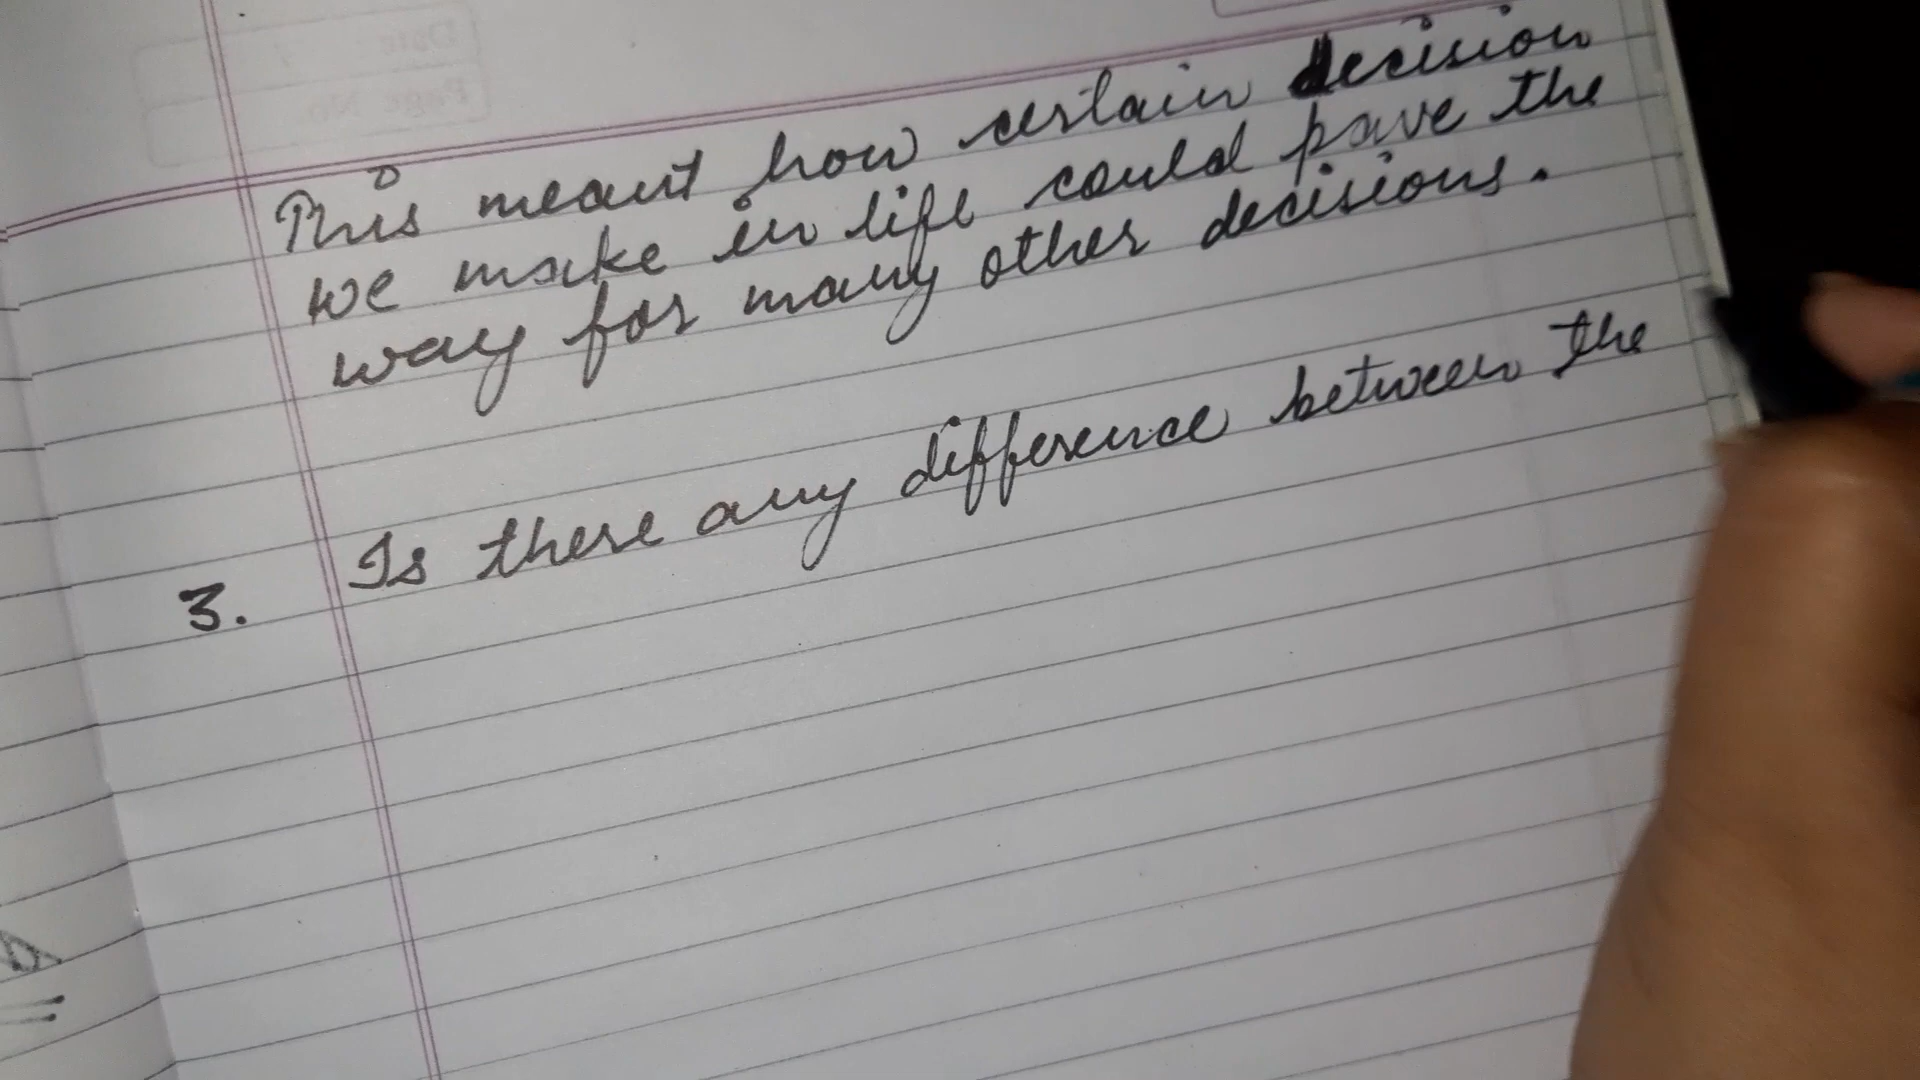 This meant how certain decision
we make in life could pave the
way for many other decisions.
3. Is there any difference between the